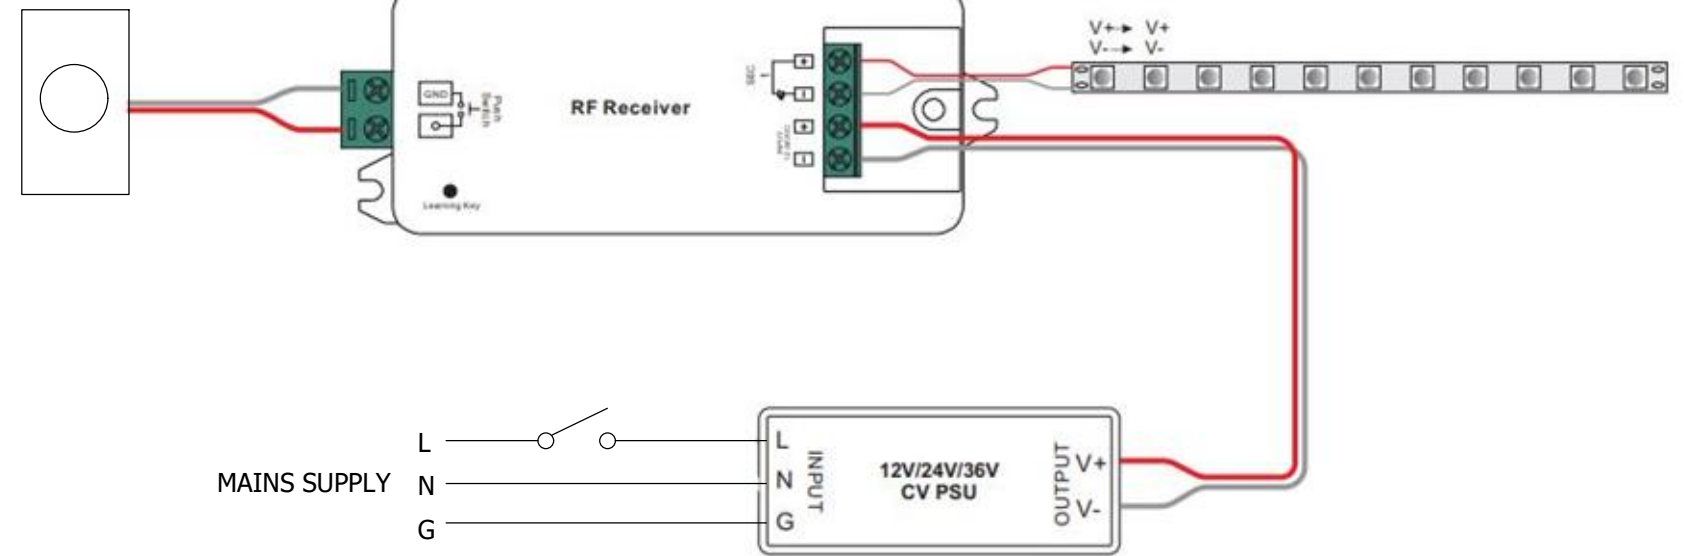 V+ V+
V- V-
SEC
GND
Push
Switch
RF Receiver
Learning Key
L
MAINS SUPPLY N
G
L
N
G
INPUT
12V/24V/36V
CV PSU
OUTPUT
V+
V-